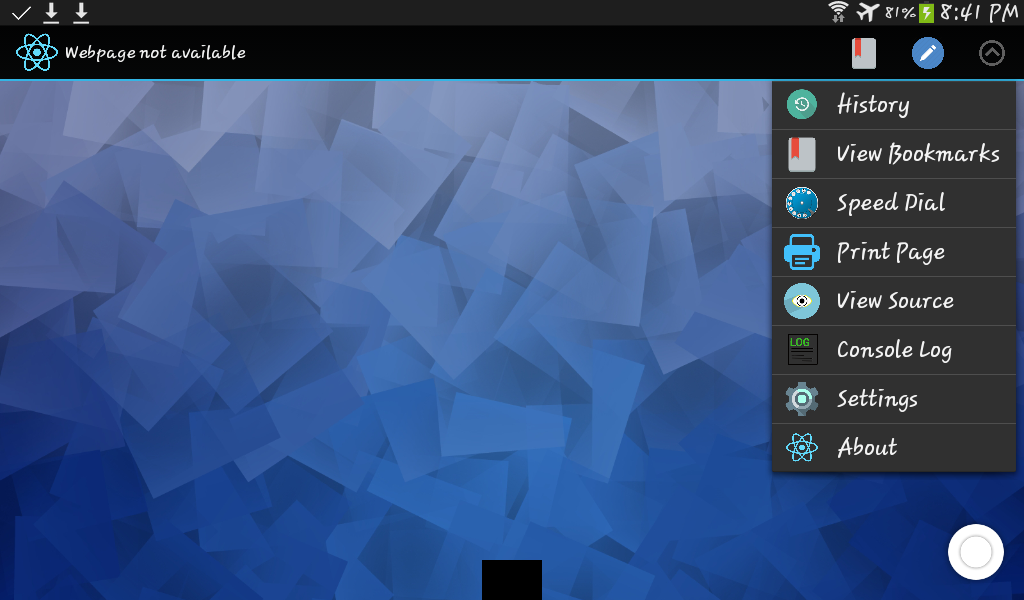 81% 8:41 PM
Webpage not available
History
View Bookmarks
Speed Dial
Print Page
View Source
LOG
Console Log
Settings
About